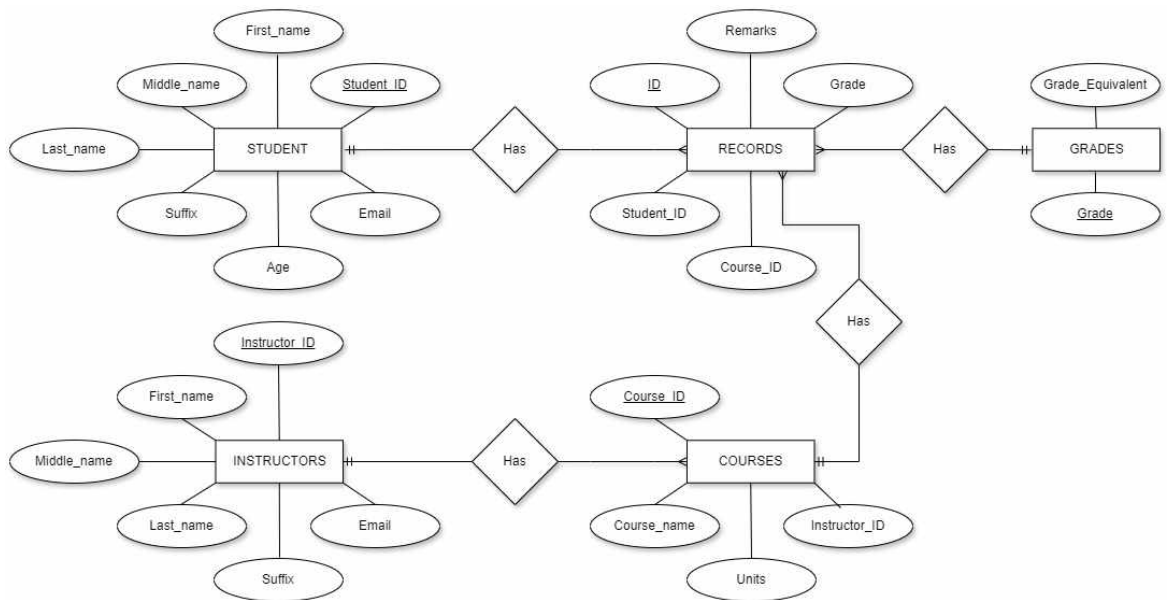 First_name
Remarks
Middle_name
Student_ID
ID
Grade
Grade_Equivalent
Last_name
STUDENT
Has
RECORDS
Has
GRADES
Suffix
Email
Student_ID
Grade
Age
Course_ID
Has
Instructor_ID
First_name
Course_ID
Middle_name
INSTRUCTORS
Has
COURSES
Last_name
Email
Course_name
Instructor_ID
Suffix
Units